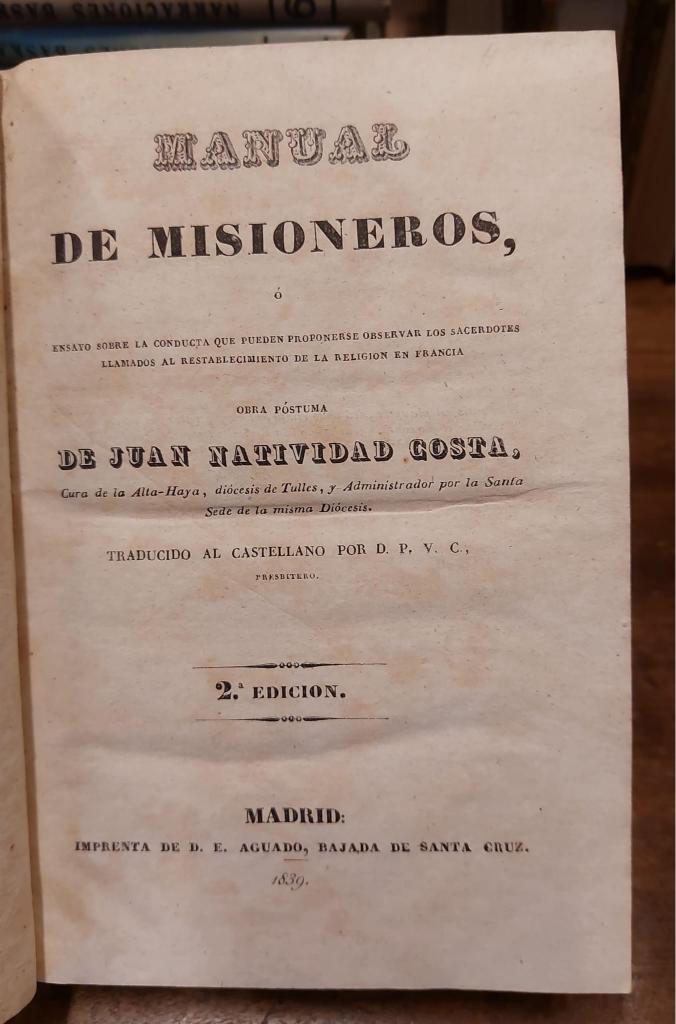 NARRACIONES BASK
MANUAL
DE MISIONEROS,
ó
ENSAYO SOBRE LA CONDUCTA QUE PUEDEN PROPONERSE OBSERVAR LOS SACERDOTES
LLAMADOS AL RESTABLECIMIENTO DE LA RELIGION EN FRANCIA
OBRA PÓSTUMA
DE JUAN NATIVIDAD COSTA,
Cura de la Alta-Haya, diócesis de Tulles, y Administrador por la Santa
Sede de la misma Diócesis.
TRADUCIDO AL CASTELLANO POR D. P. V. C.,
PRESBITERO.
2.ª EDICION.
MADRID:
IMPRENTA DE D. E. AGUADO, BAJADA DE SANTA CRUZ.
1839.